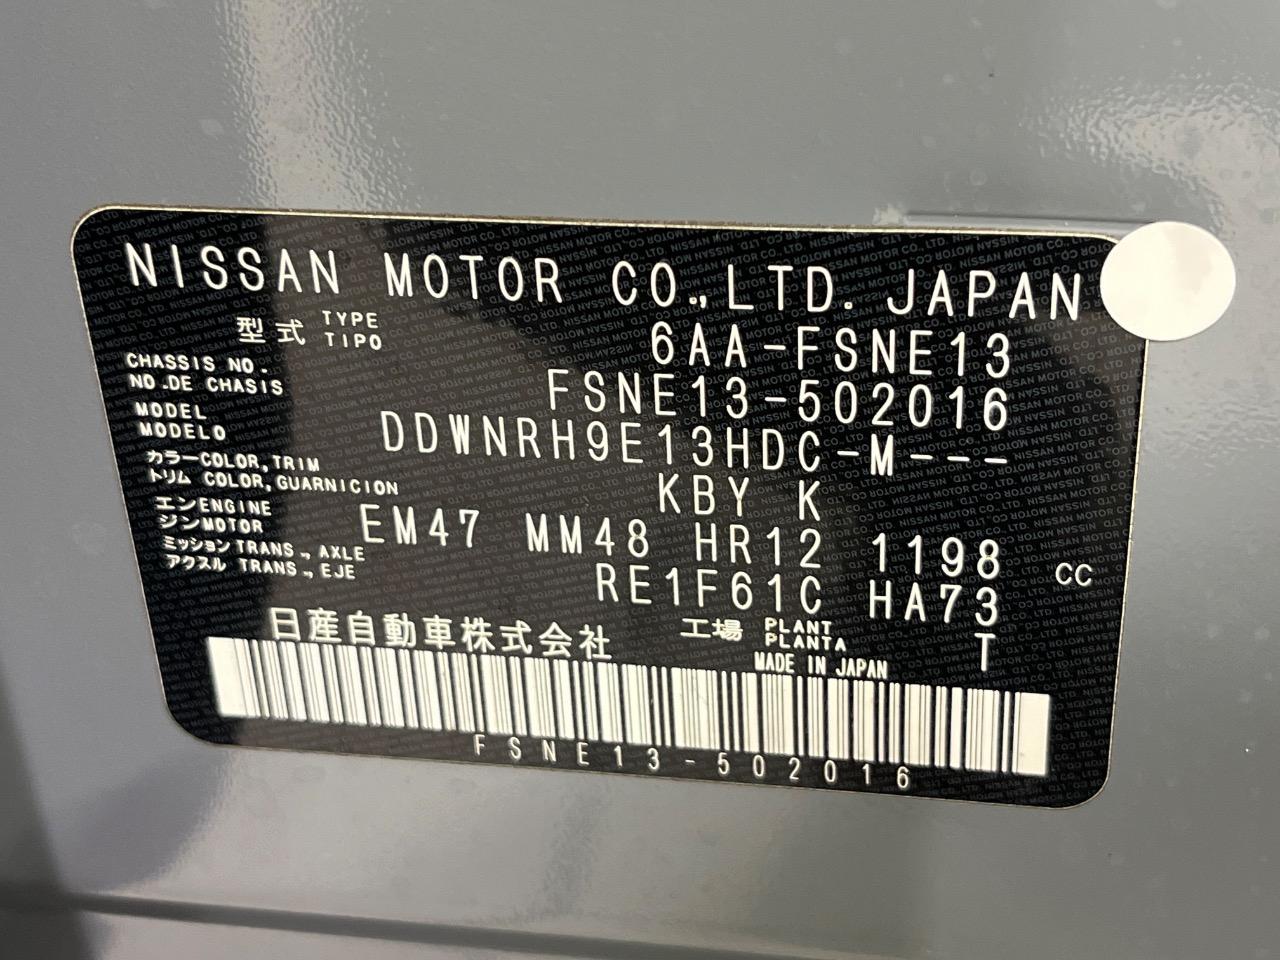 NISSAN MOTOR CO.,LTD. JAPAN
型式 TYPE TIPO 6AA-FSNE13
CHASSIS NO.
NO.DE CHASIS FSNE13-502016
MODEL
MODELO DDWNRH9E13HDC-M---
カラーCOLOR,TRIM
トリム COLOR,GUARNICION KBY K
エンENGINE
ジンMOTOR EM47 MM48 HR12 1198 CC
ミッション TRANS., AXLE
アクスル TRANS., EJE RE1F61C HA73
日産自動車株式会社 工場 PLANT PLANTA T
MADE IN JAPAN
FSNE13-502016